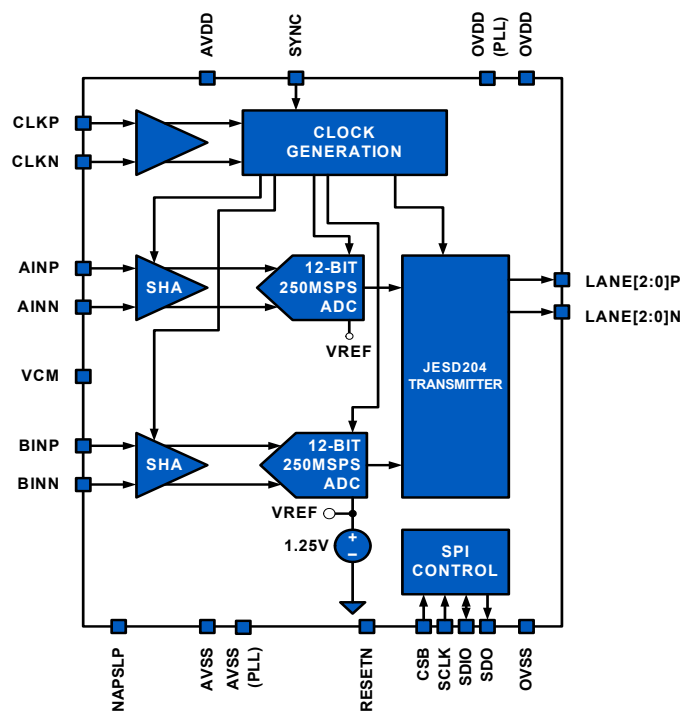 AVDD
SYNC
OVDD
(PLL)
OVDD
CLKP
CLKN
CLOCK
GENERATION
AINP
AINN
SHA
12-BIT
250MSPS
ADC
VREF
LANE[2:0]P
LANE[2:0]N
JESD204
TRANSMITTER
VCM
BINP
BINN
SHA
12-BIT
250MSPS
ADC
VREF
1.25V
+
–
SPI
CONTROL
NAPSLP
AVSS
AVSS
(PLL)
RESETN
CSB
SCLK
SDIO
SDO
OVSS